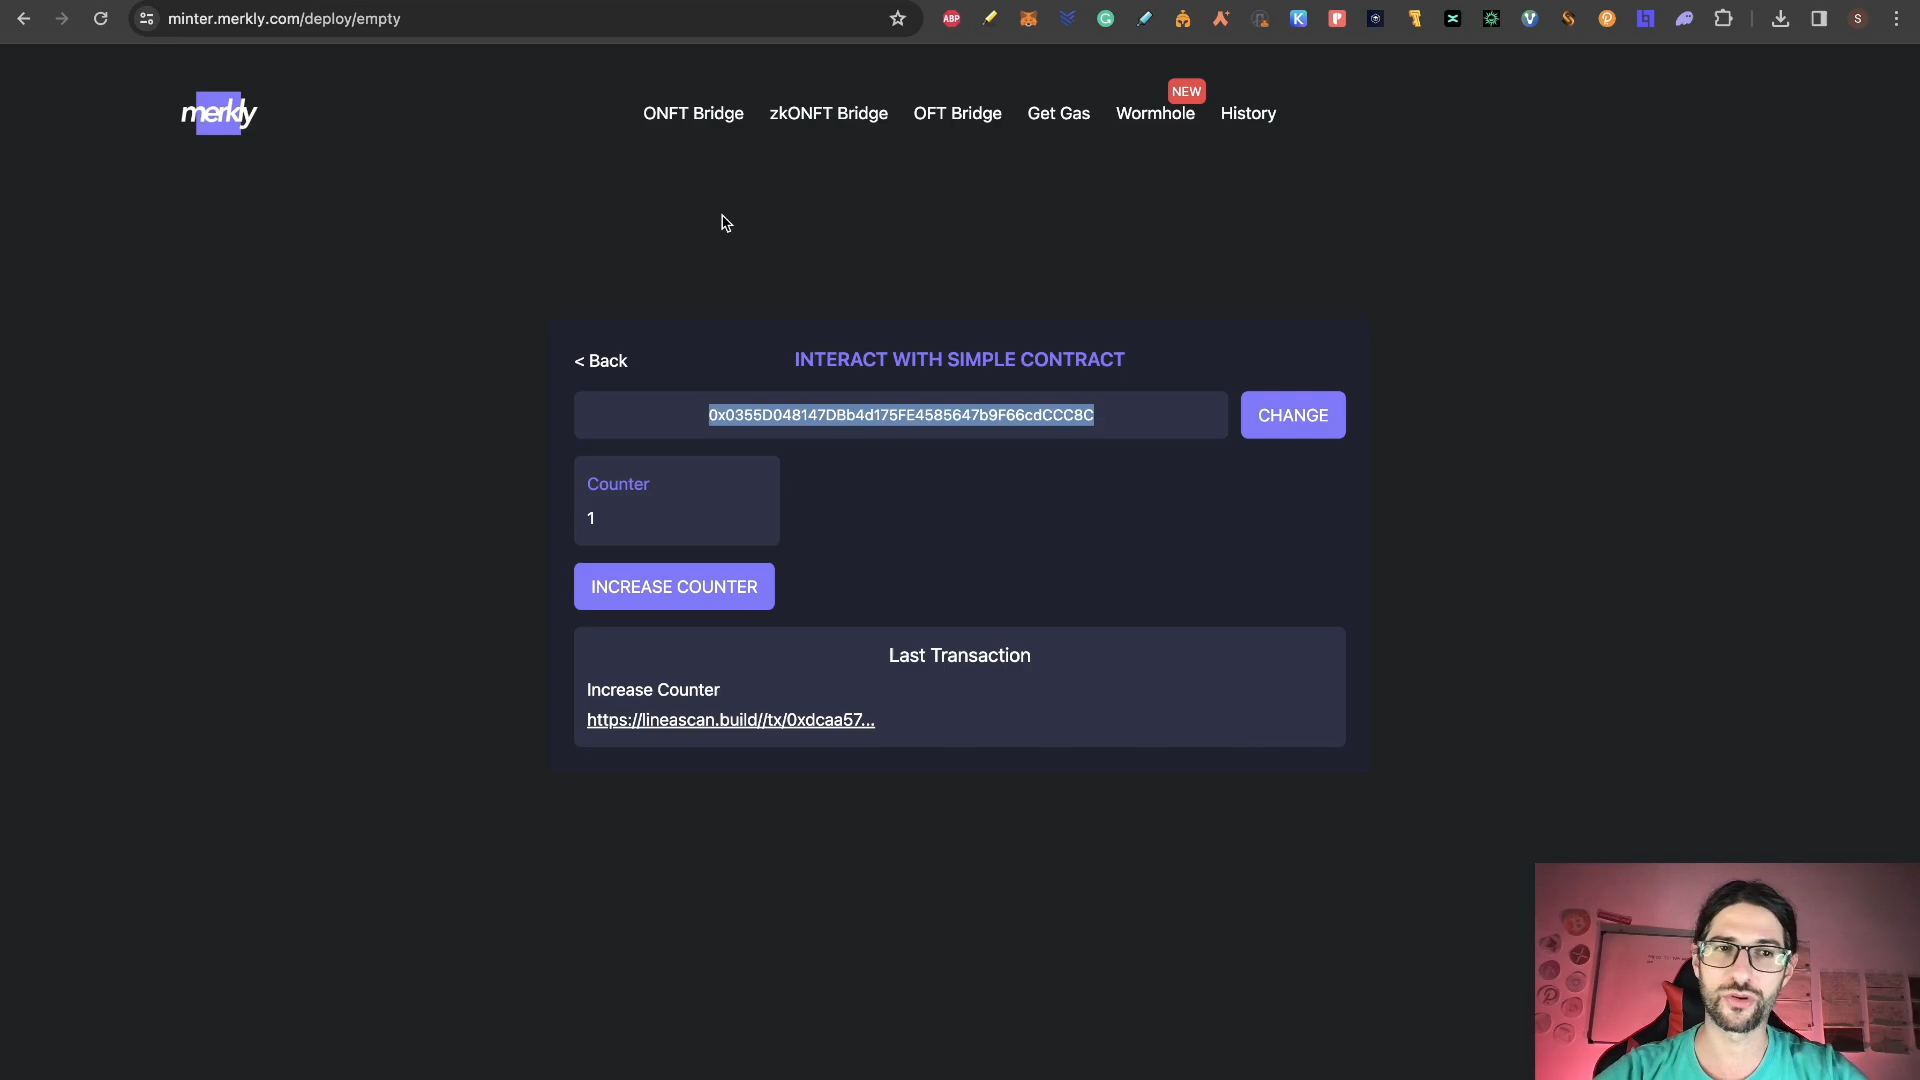 minter.merkly.com/deploy/empty
ABP
S
merkly
ONFT Bridge
zkONFT Bridge
OFT Bridge
Get Gas
NEW
Wormhole
History
< Back
INTERACT WITH SIMPLE CONTRACT
0x0355D048147DBb4d175FE4585647b9F66cdCCC8C
CHANGE
Counter
1
INCREASE COUNTER
Last Transaction
Increase Counter
https://lineascan.build//tx/0xdcaa57...